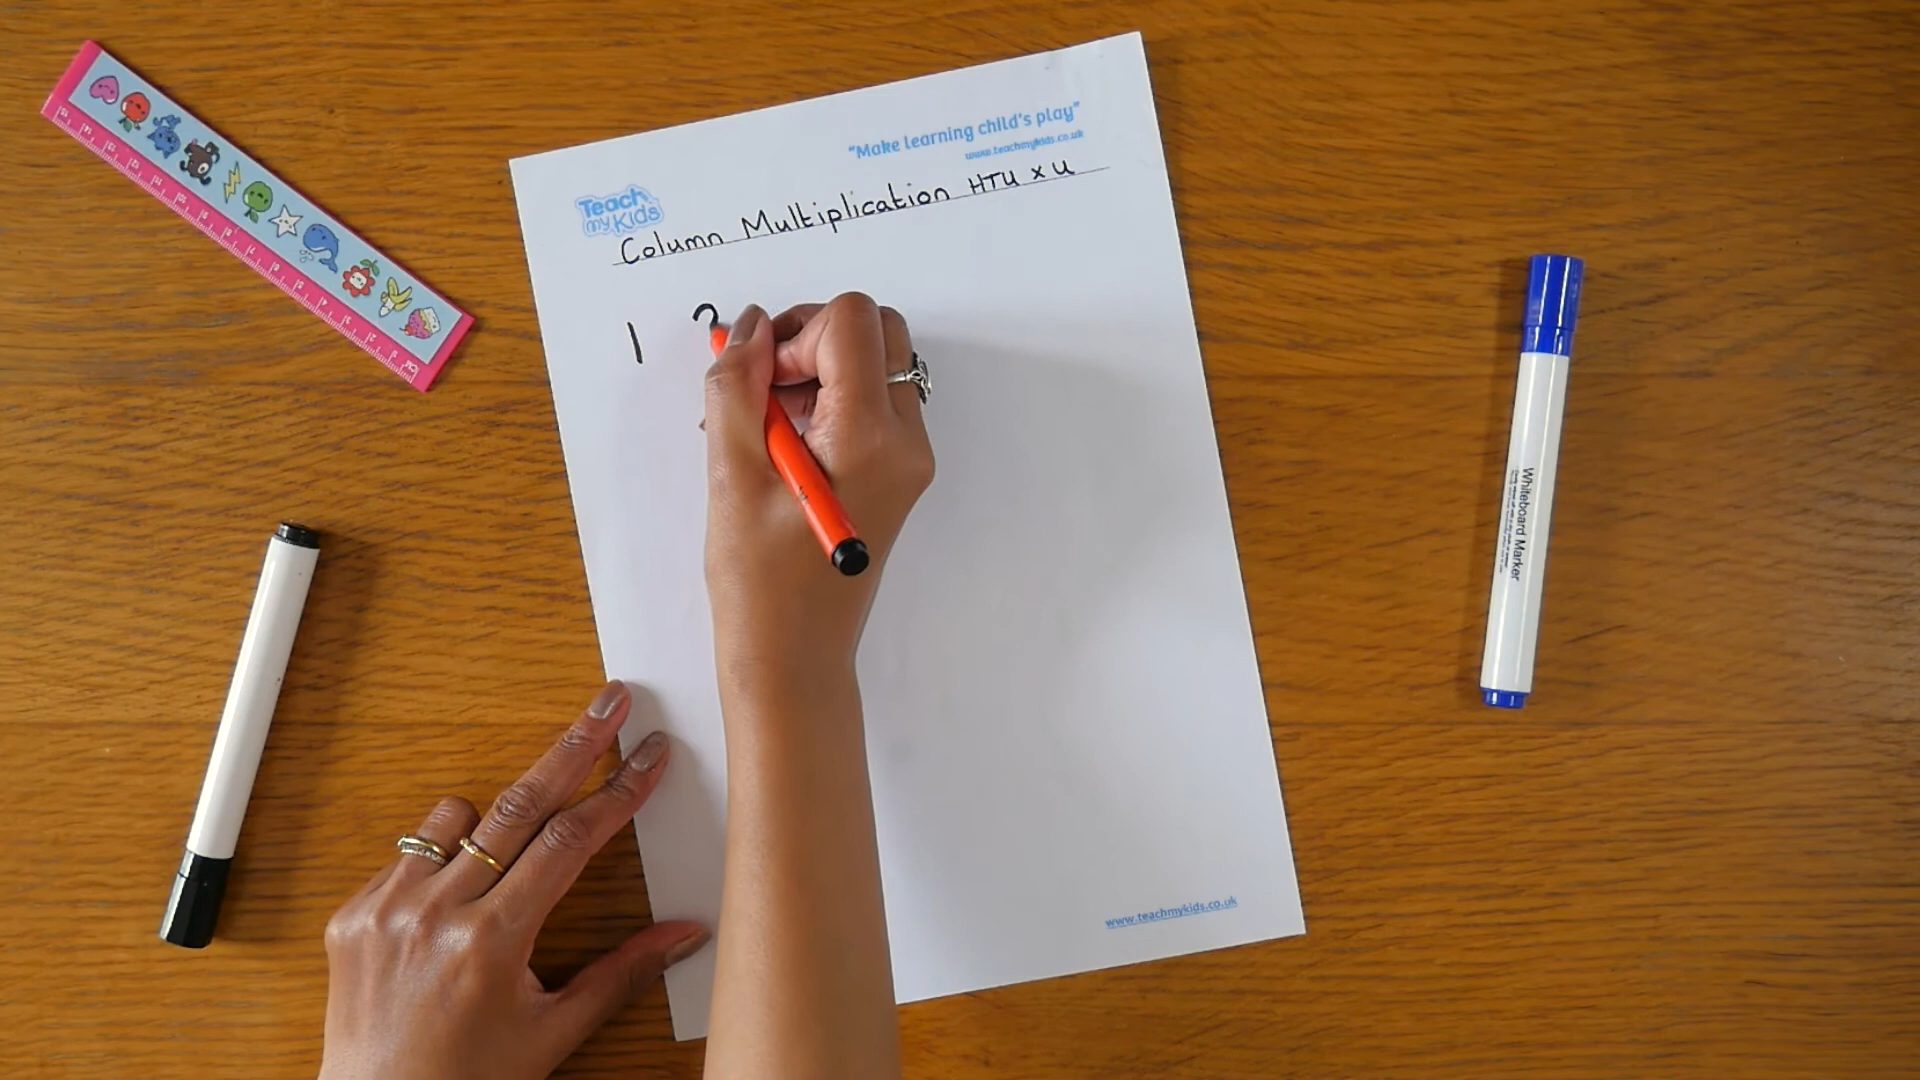 "Make learning child's play"
www.teachmykids.co.uk
Teach
my Kids
Column Multiplication HTU x U
1
Whiteboard Marker
www.teachmykids.co.uk